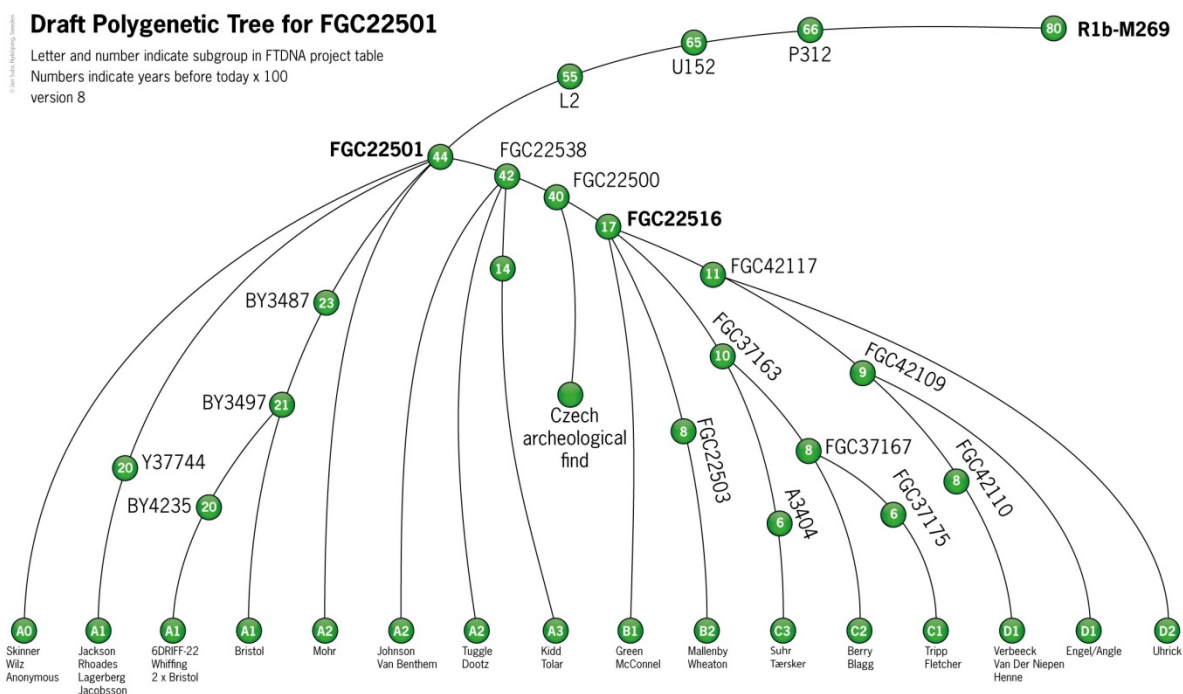 Draft Polygenetic Tree for FGC22501
Letter and number indicate subgroup in FTDNA project table
Numbers indicate years before today x 100
version 8
© Jan Suhr, Nyköping, Sweden
80
R1b-M269
66
P312
65
U152
55
L2
FGC22501
44
FGC22538
42
FGC22500
40
FGC22516
17
14
FGC42117
11
BY3487
23
FGC37163
10
FGC42109
9
Czech
archeological
find
BY3497
21
8
FGC22503
8
FGC37167
20
Y37744
8
FGC42110
BY4235
20
6
A3404
6
FGC37175
A0
Skinner
Wilz
Anonymous
A1
Jackson
Rhoades
Lagerberg
Jacobsson
A1
6DRIFF-22
Whiffing
2 x Bristol
A1
Bristol
A2
Mohr
A2
Johnson
Van Benthem
A2
Tuggle
Dootz
A3
Kidd
Tolar
B1
Green
McConnel
B2
Mallenby
Wheaton
C3
Suhr
Tærsker
C2
Berry
Blagg
C1
Tripp
Fletcher
D1
Verbeeck
Van Der Niepen
Henne
D1
Engel/Angle
D2
Uhrick